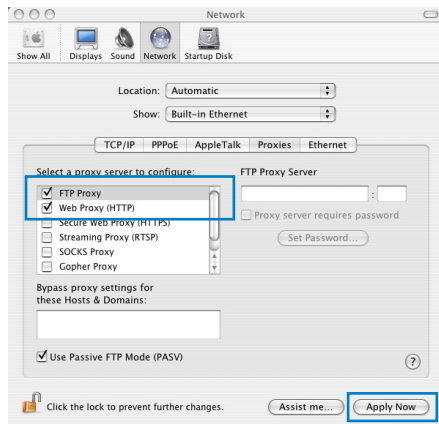 Network
Show All Displays Sound Network Startup Disk
Location: Automatic
Show: Built-in Ethernet
TCP/IP PPPoE AppleTalk Proxies Ethernet
Select a proxy server to configure: FTP Proxy Server
FTP Proxy
Web Proxy (HTTP) :
Secure Web Proxy (HTTPS) Proxy server requires password
Streaming Proxy (RTSP) Set Password...
SOCKS Proxy
Gopher Proxy
Bypass proxy settings for
these Hosts & Domains:
Use Passive FTP Mode (PASV) ?
Click the lock to prevent further changes. Assist me... Apply Now